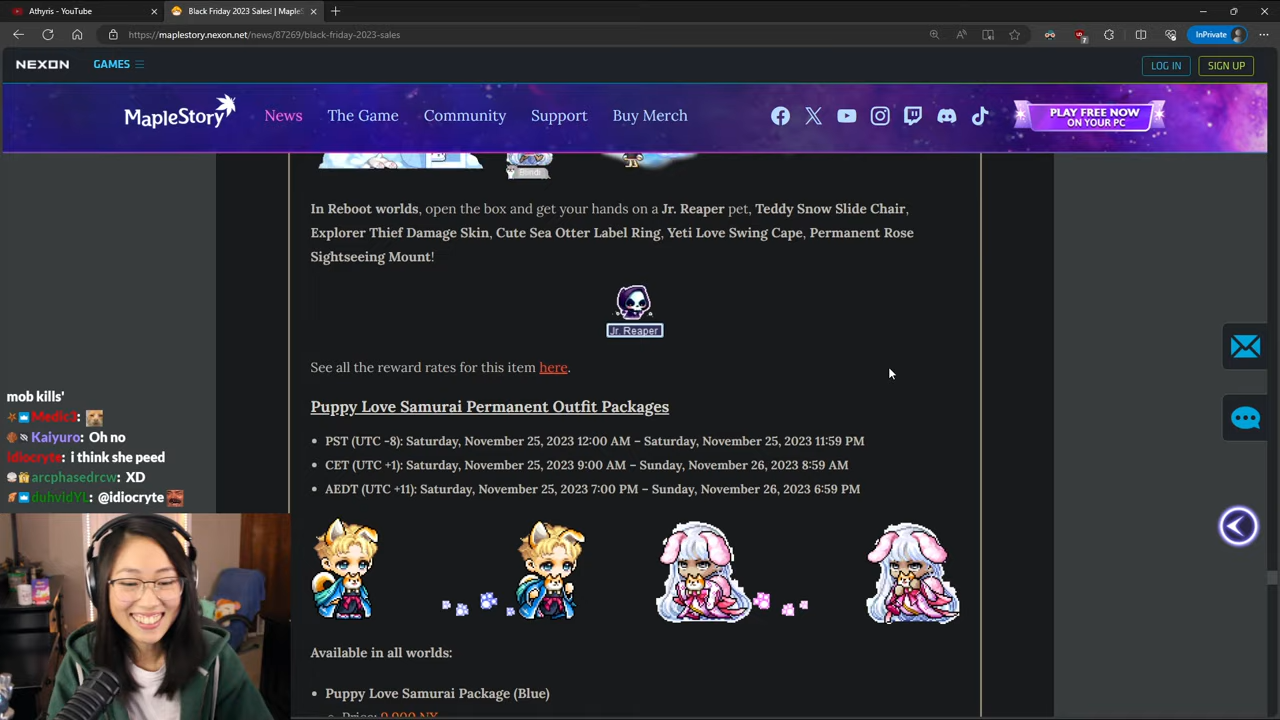 Athyris - YouTube
Black Friday 2023 Sales! | MapleS
https://maplestory.nexon.net/news/87269/black-friday-2023-sales
InPrivate
7
NEXON
GAMES
LOG IN
SIGN UP
MapleStory
News
The Game
Community
Support
Buy Merch
PLAY FREE NOW
ON YOUR PC
In Reboot worlds, open the box and get your hands on a Jr. Reaper pet, Teddy Snow Slide Chair,
Explorer Thief Damage Skin, Cute Sea Otter Label Ring, Yeti Love Swing Cape, Permanent Rose
Sightseeing Mount!
Jr. Reaper
See all the reward rates for this item here.
Puppy Love Samurai Permanent Outfit Packages
PST (UTC -8): Saturday, November 25, 2023 12:00 AM – Saturday, November 25, 2023 11:59 PM
CET (UTC +1): Saturday, November 25, 2023 9:00 AM – Sunday, November 26, 2023 8:59 AM
AEDT (UTC +11): Saturday, November 25, 2023 7:00 PM – Sunday, November 26, 2023 6:59 PM
Available in all worlds:
Puppy Love Samurai Package (Blue)
mob kills'
Medic3:
Kaiyuro: Oh no
idiocryte: i think she peed
arcphasedrcw: XD
duhvidYL: @idiocryte